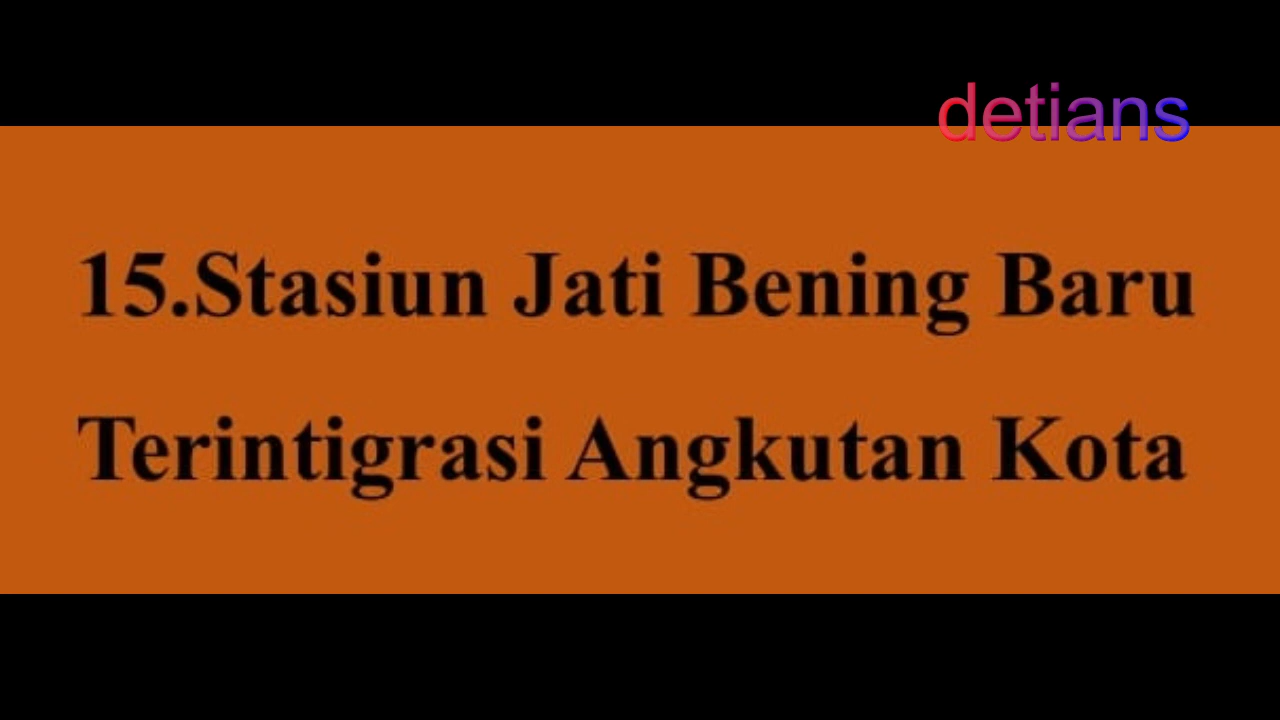 detians
15.Stasiun Jati Bening Baru
Terintigrasi Angkutan Kota